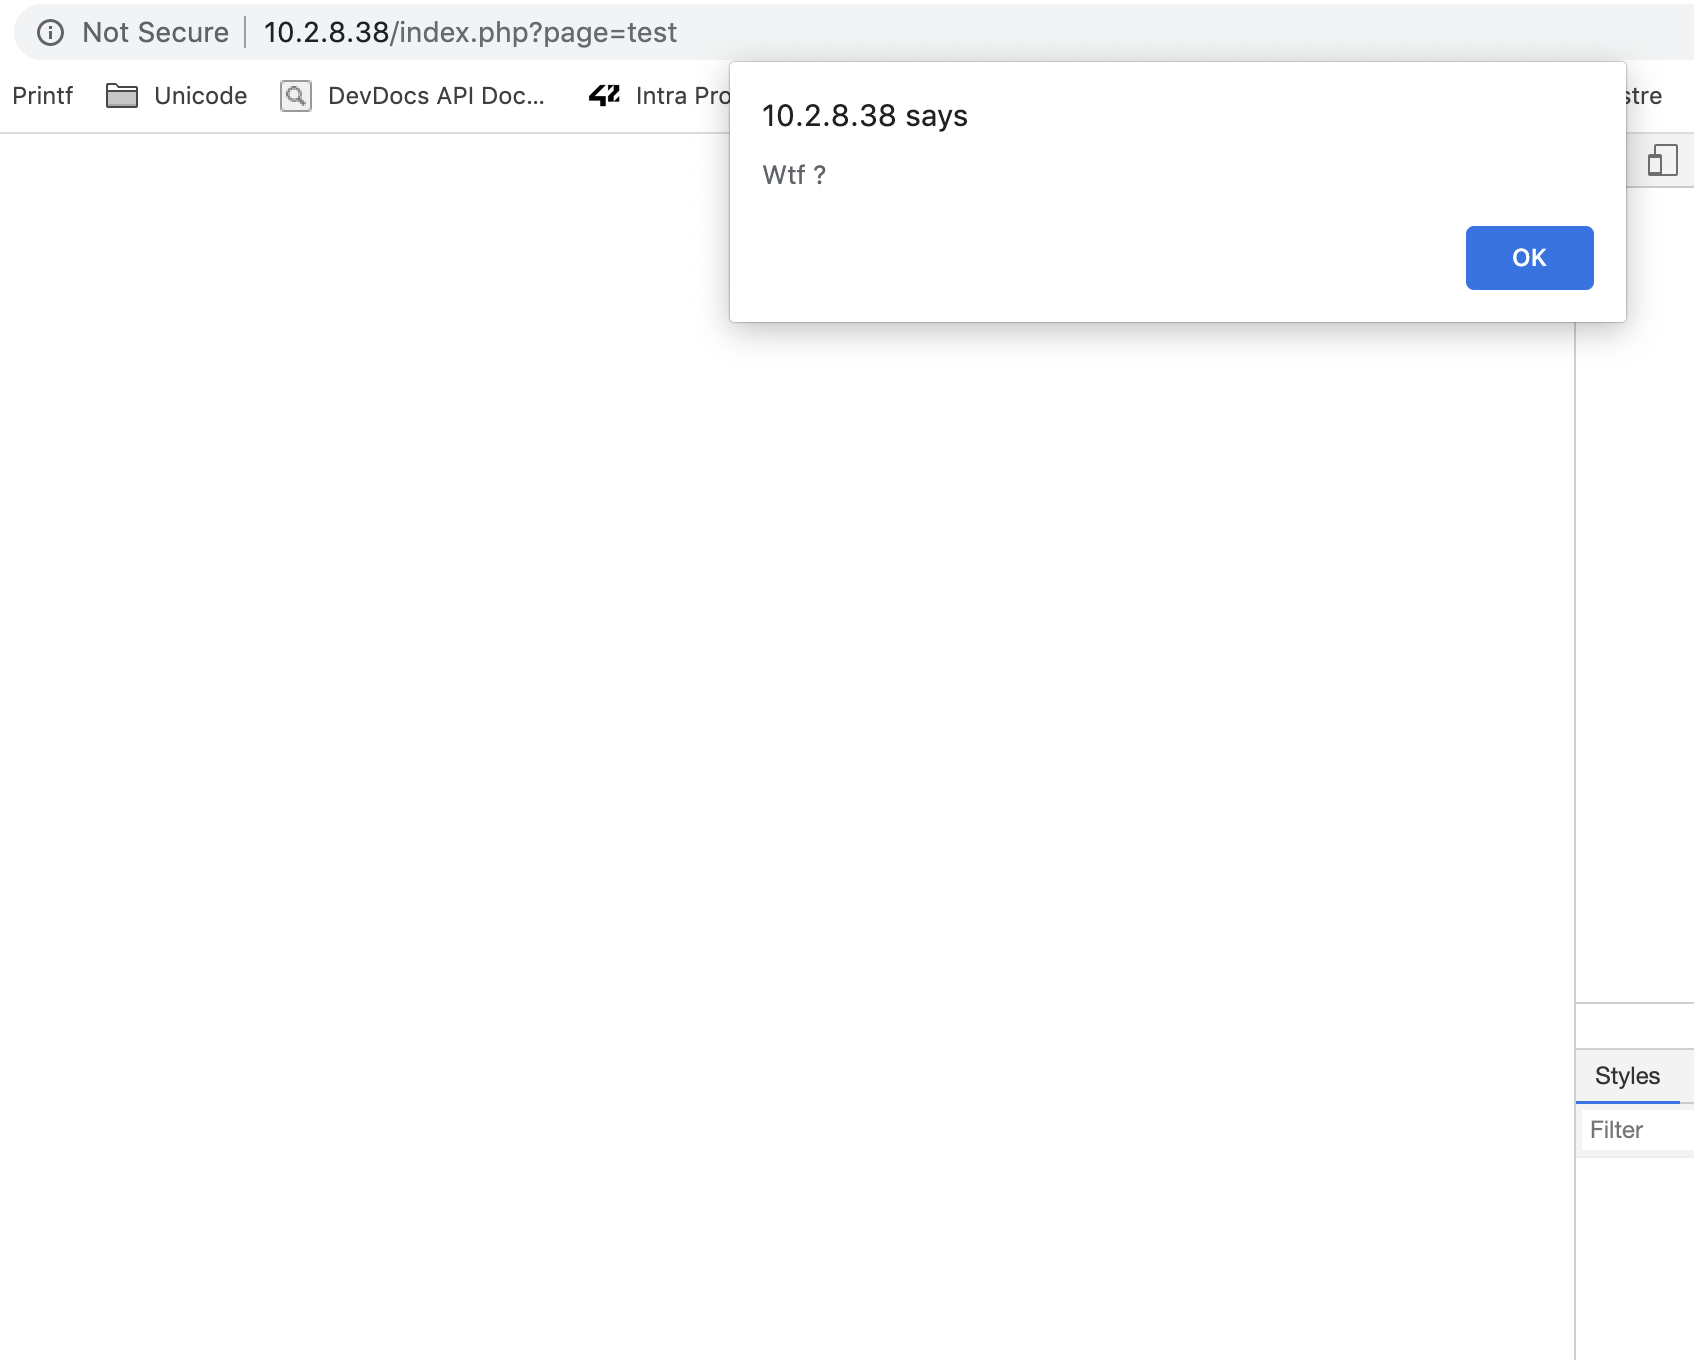 Not Secure 10.2.8.38/index.php?page=test
Printf Unicode DevDocs API Doc... 42 Intra Pro stre
10.2.8.38 says
Wtf ?
OK
Styles
Filter